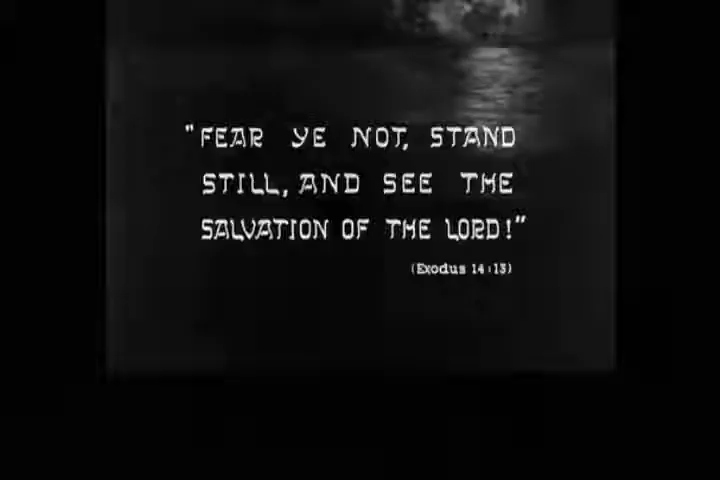 "FEAR YE NOT, STAND
STILL, AND SEE THE
SALVATION OF THE LORD!"
(Exodus 14:13)